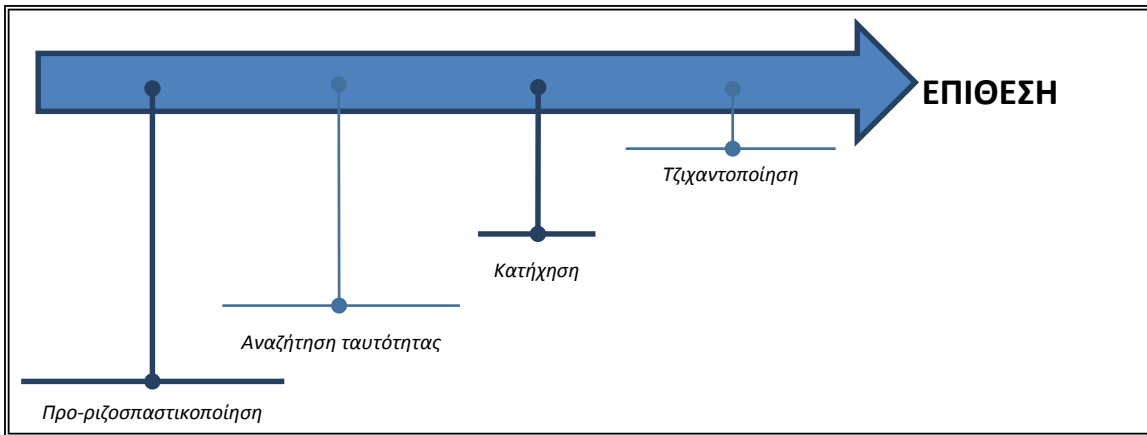 ΕΠΙΘΕΣΗ
Τζιχαντοποίηση
Κατήχηση
Αναζήτηση ταυτότητας
Προ-ριζοσπαστικοποίηση